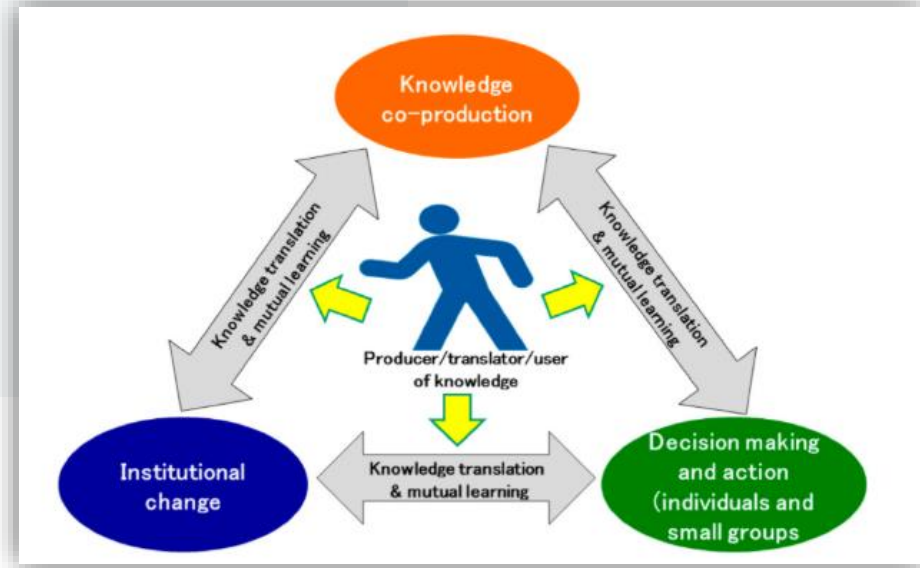 Knowledge
co-production
Knowledge translation
& mutual learning
Knowledge translation
& mutual learning
Producer/translator/user
of knowledge
Institutional
change
Knowledge translation
& mutual learning
Decision making
and action
(individuals and
small groups